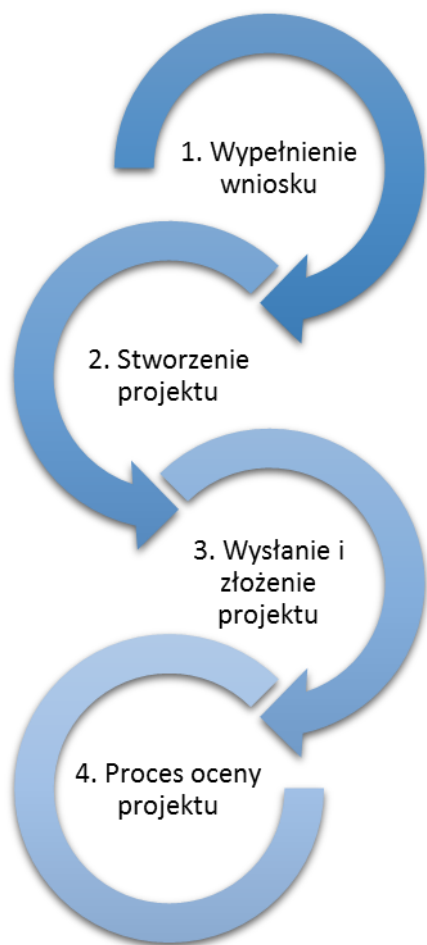 1. Wypełnienie
wniosku
2. Stworzenie
projektu
3. Wysłanie i
złożenie
projektu
4. Proces oceny
projektu